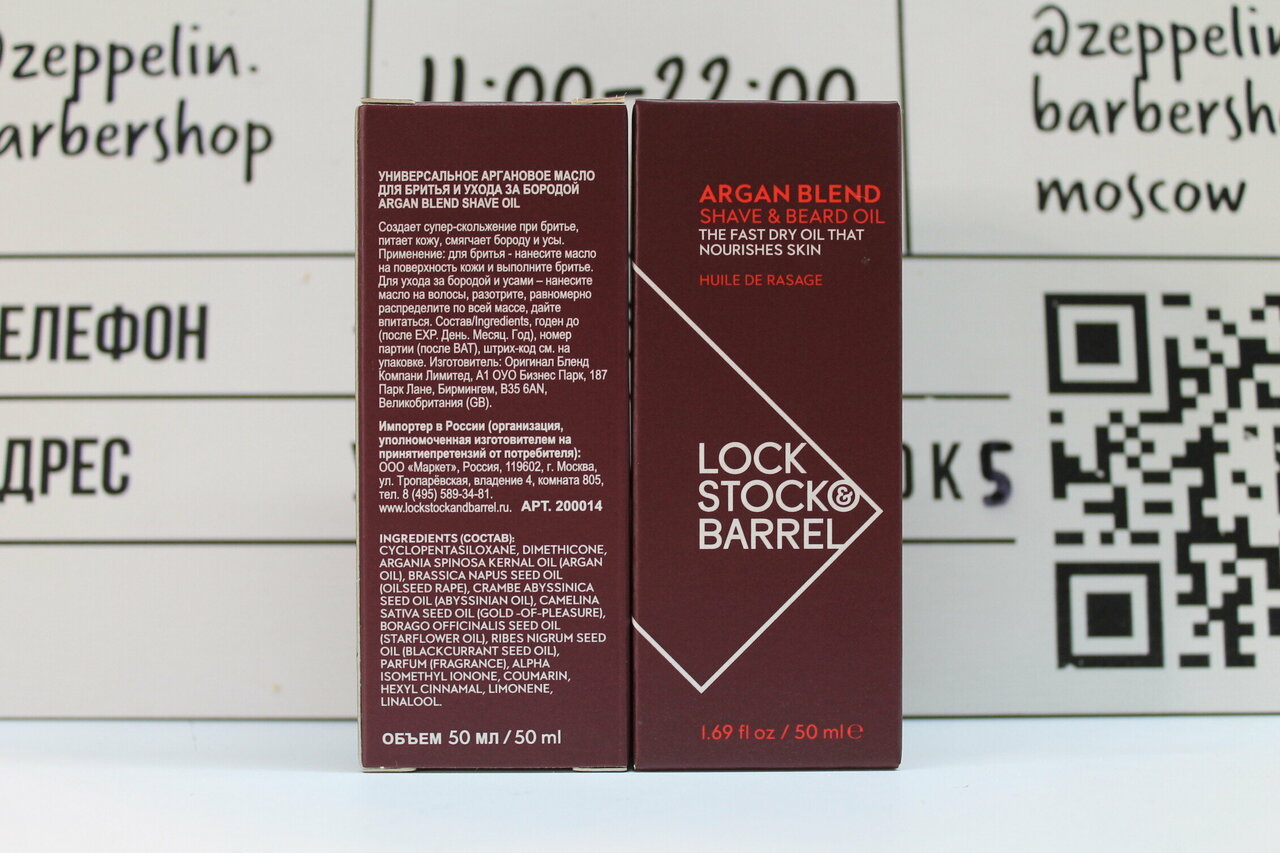 @zeppelin.
barbershop
11:00-22:00
@zeppelin
barbershop
moscow
ТЕЛЕФОН
АДРЕС
OK5
УНИВЕРСАЛЬНОЕ АРГАНОВОЕ МАСЛО
ДЛЯ БРИТЬЯ И УХОДА ЗА БОРОДОЙ
ARGAN BLEND SHAVE OIL
Создает супер-скольжение при бритье,
питает кожу, смягчает бороду и усы.
Применение: для бритья - нанесите масло
на поверхность кожи и выполните бритье.
Для ухода за бородой и усами – нанесите
масло на волосы, разотрите, равномерно
распределите по всей массе, дайте
впитаться. Состав/Ingredients, годен до
(после EXP. День. Месяц. Год), номер
партии (после BAT), штрих-код см. на
упаковке. Изготовитель: Оригинал Бленд
Компани Лимитед, А1 ОУО Бизнес Парк, 187
Парк Лане, Бирмингем, В35 6AN,
Великобритания (GB).
Импортер в России (организация,
уполномоченная изготовителем на
принятиепретензий от потребителя):
ООО «Маркет», Россия, 119602, г. Москва,
ул. Тропарёвская, владение 4, комната 805,
тел. 8 (495) 589-34-81.
www.lockstockandbarrel.ru. АРТ. 200014
INGREDIENTS (СОСТАВ):
CYCLOPENTASILOXANE, DIMETHICONE,
ARGANIA SPINOSA KERNAL OIL (ARGAN
OIL), BRASSICA NAPUS SEED OIL
(OILSEED RAPE), CRAMBE ABYSSINICA
SEED OIL (ABYSSINIAN OIL), CAMELINA
SATIVA SEED OIL (GOLD -OF-PLEASURE),
BORAGO OFFICINALIS SEED OIL
(STARFLOWER OIL), RIBES NIGRUM SEED
OIL (BLACKCURRANT SEED OIL),
PARFUM (FRAGRANCE), ALPHA
ISOMETHYL IONONE, COUMARIN,
HEXYL CINNAMAL, LIMONENE,
LINALOOL.
ОБЪЕМ 50 МЛ / 50 ml
ARGAN BLEND
SHAVE & BEARD OIL
THE FAST DRY OIL THAT
NOURISHES SKIN
HUILE DE RASAGE
LOCK
STOCK &
BARREL
1.69 fl oz / 50 ml ℮